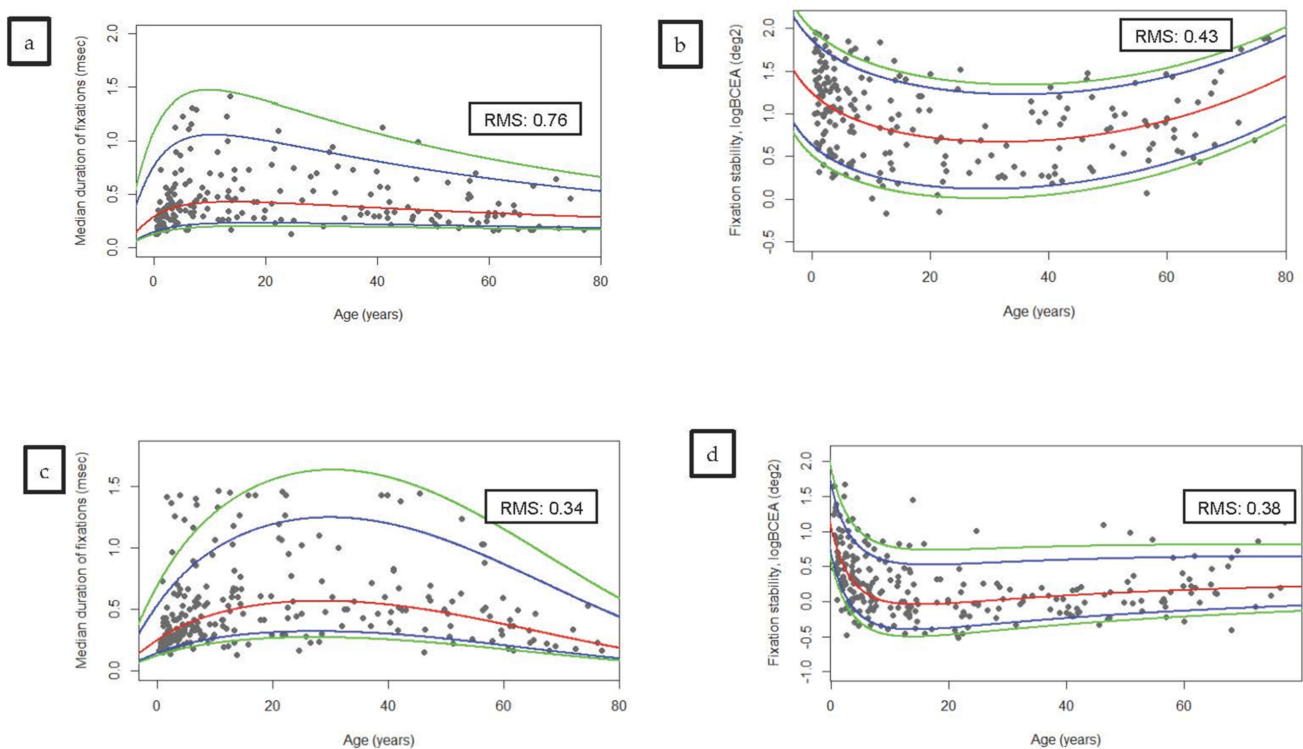 a
Median duration of fixations (msec)
2.0
1.5
1.0
0.5
0.0
RMS: 0.76
0 20 40 60 80
Age (years)
b
Fixation stability, logBCEA (deg2)
2.0
1.5
1.0
0.5
0.0
-0.5
RMS: 0.43
0 20 40 60 80
Age (years)
c
Median duration of fixations (msec)
1.5
1.0
0.5
0.0
RMS: 0.34
0 20 40 60 80
Age (years)
d
Fixation stability, logBCEA (deg2)
2.0
1.5
1.0
0.5
0.0
-0.5
-1.0
RMS: 0.38
0 20 40 60
Age (years)